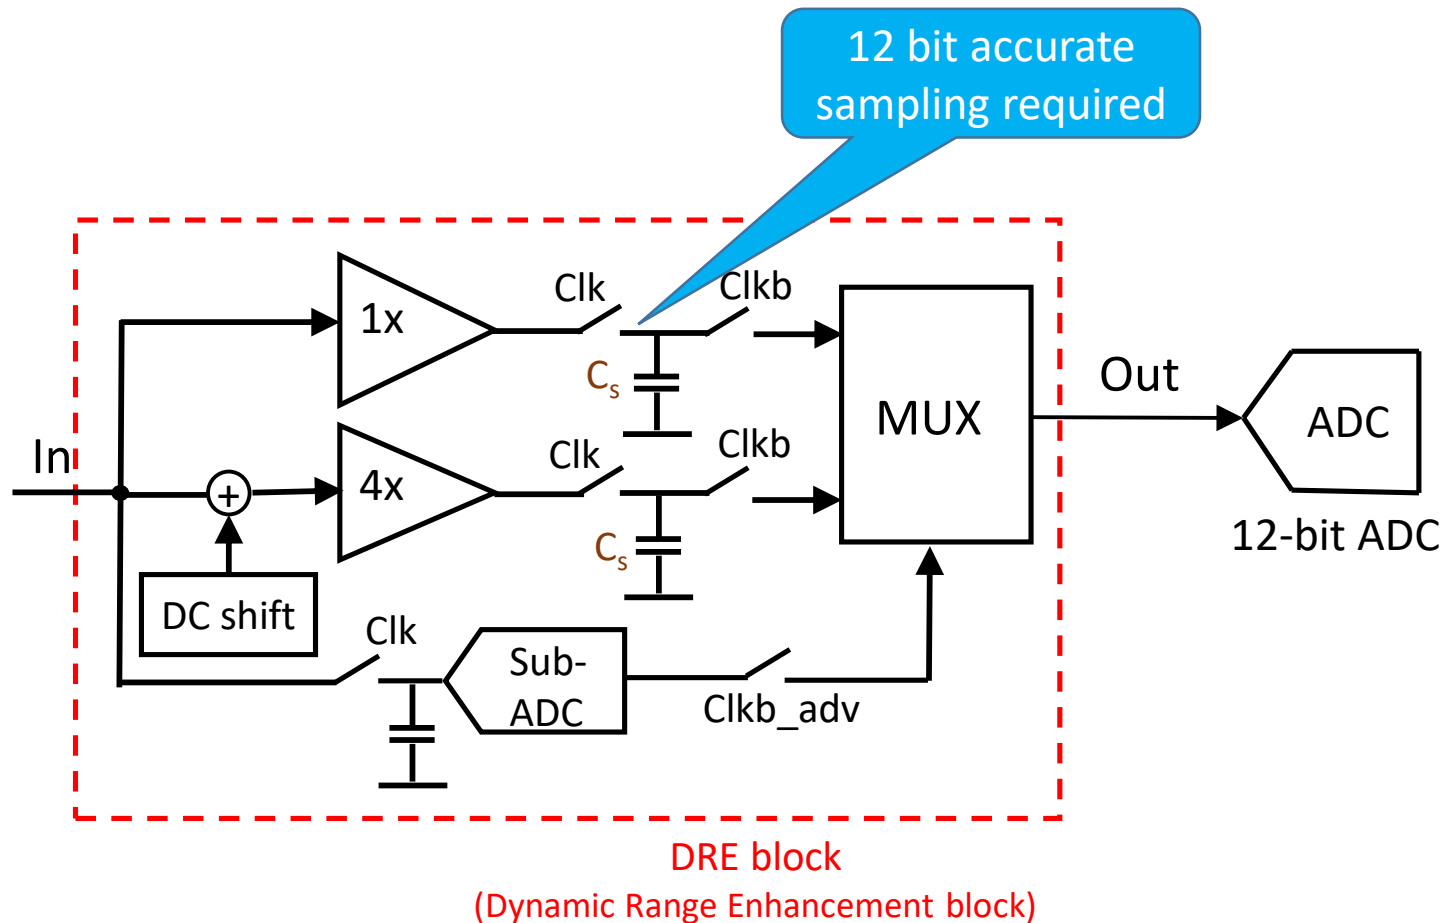 12 bit accurate
sampling required
Clk
Clkb
1x
Cs
MUX
Out
ADC
12-bit ADC
In
+
4x
Clk
Clkb
Cs
DC shift
Clk
Sub-
ADC
Clkb_adv
DRE block
(Dynamic Range Enhancement block)